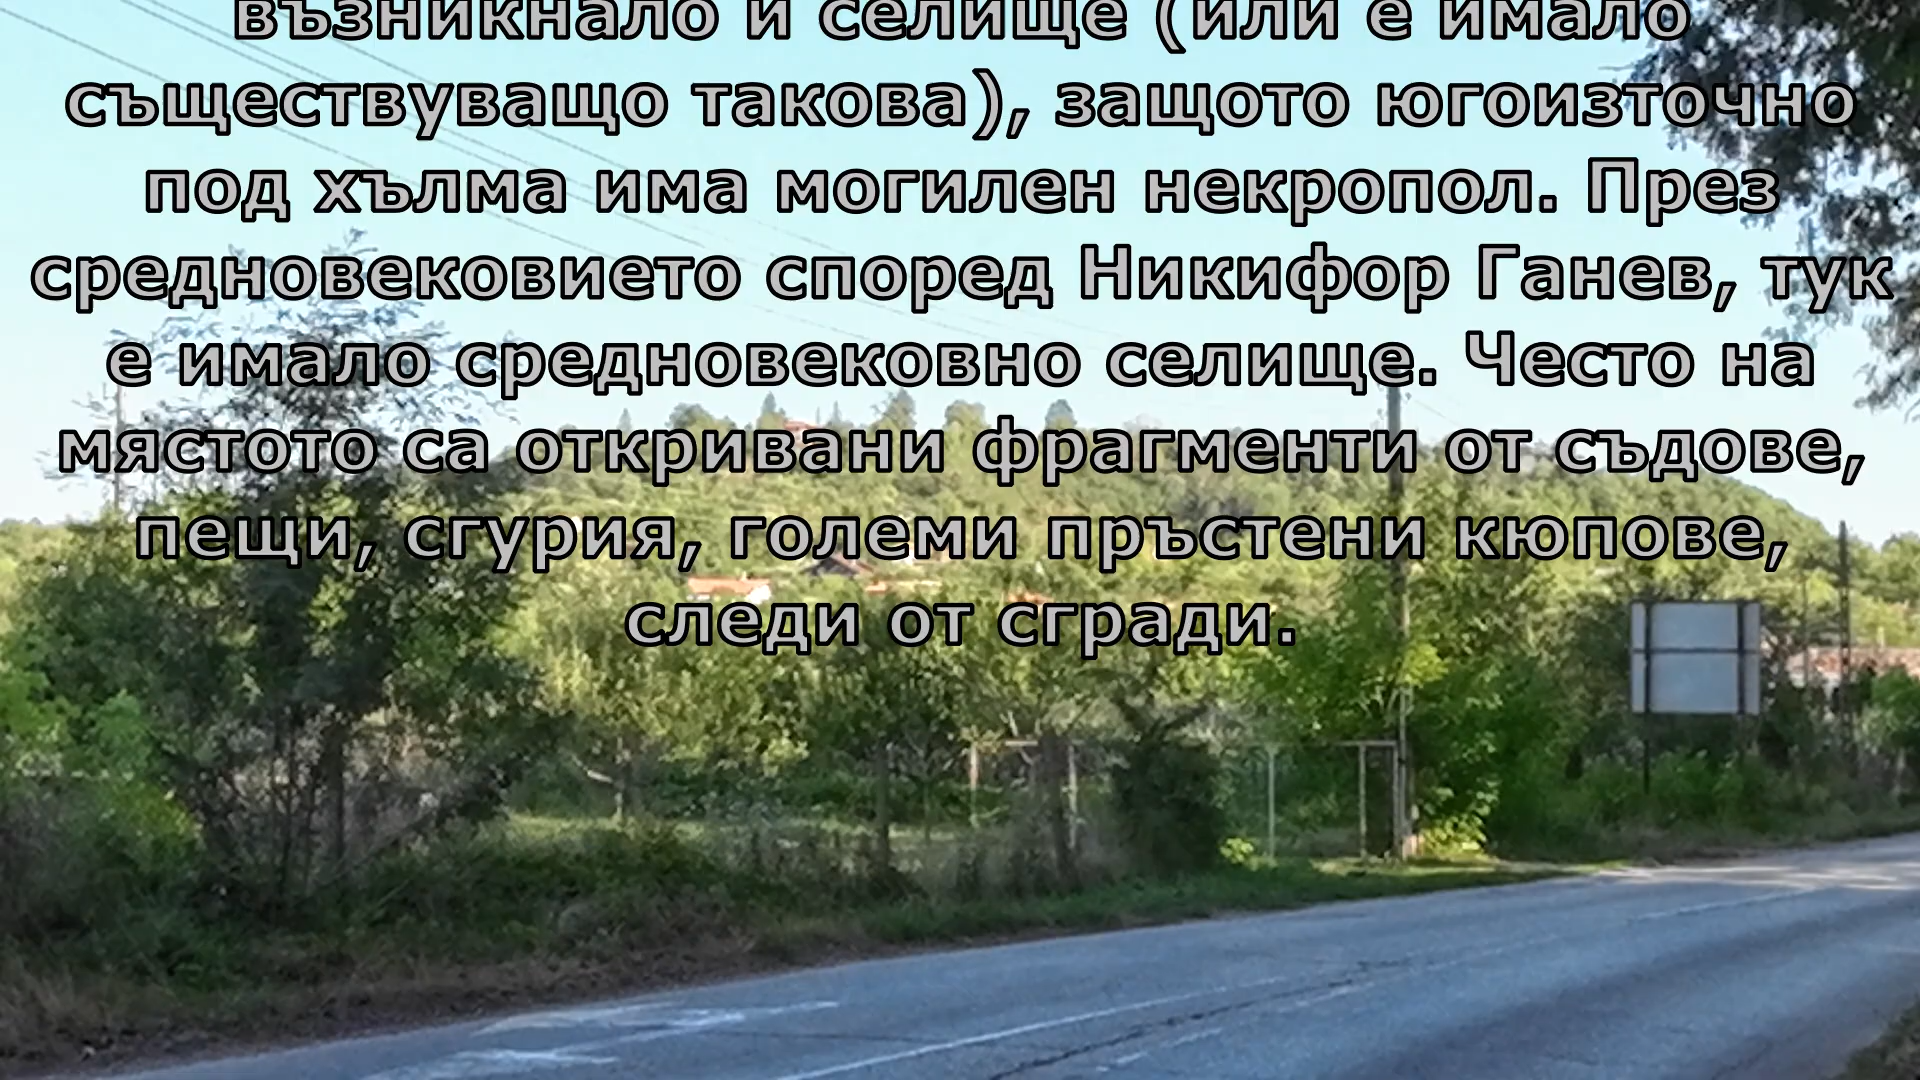 възникнало и селище (или е имало
съществуващо такова), защото югоизточно
под хълма има могилен некропол. През
средновековието според Никифор Ганев, тук
е имало средновековно селище. Често на
мястото са откривани фрагменти от съдове,
пещи, сгурия, големи пръстени кюпове,
следи от сгради.